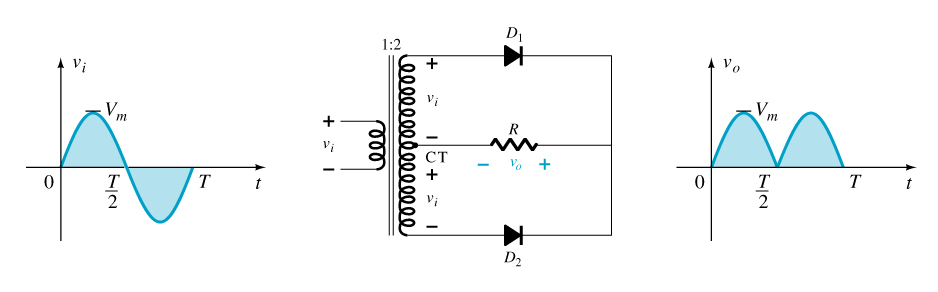 v_i
V_m
0
T/2
T
t
1:2
D_1
+
v_i
−
+
v_i
−
R
CT
− v_o +
+
v_i
−
D_2
v_o
V_m
0
T/2
T
t